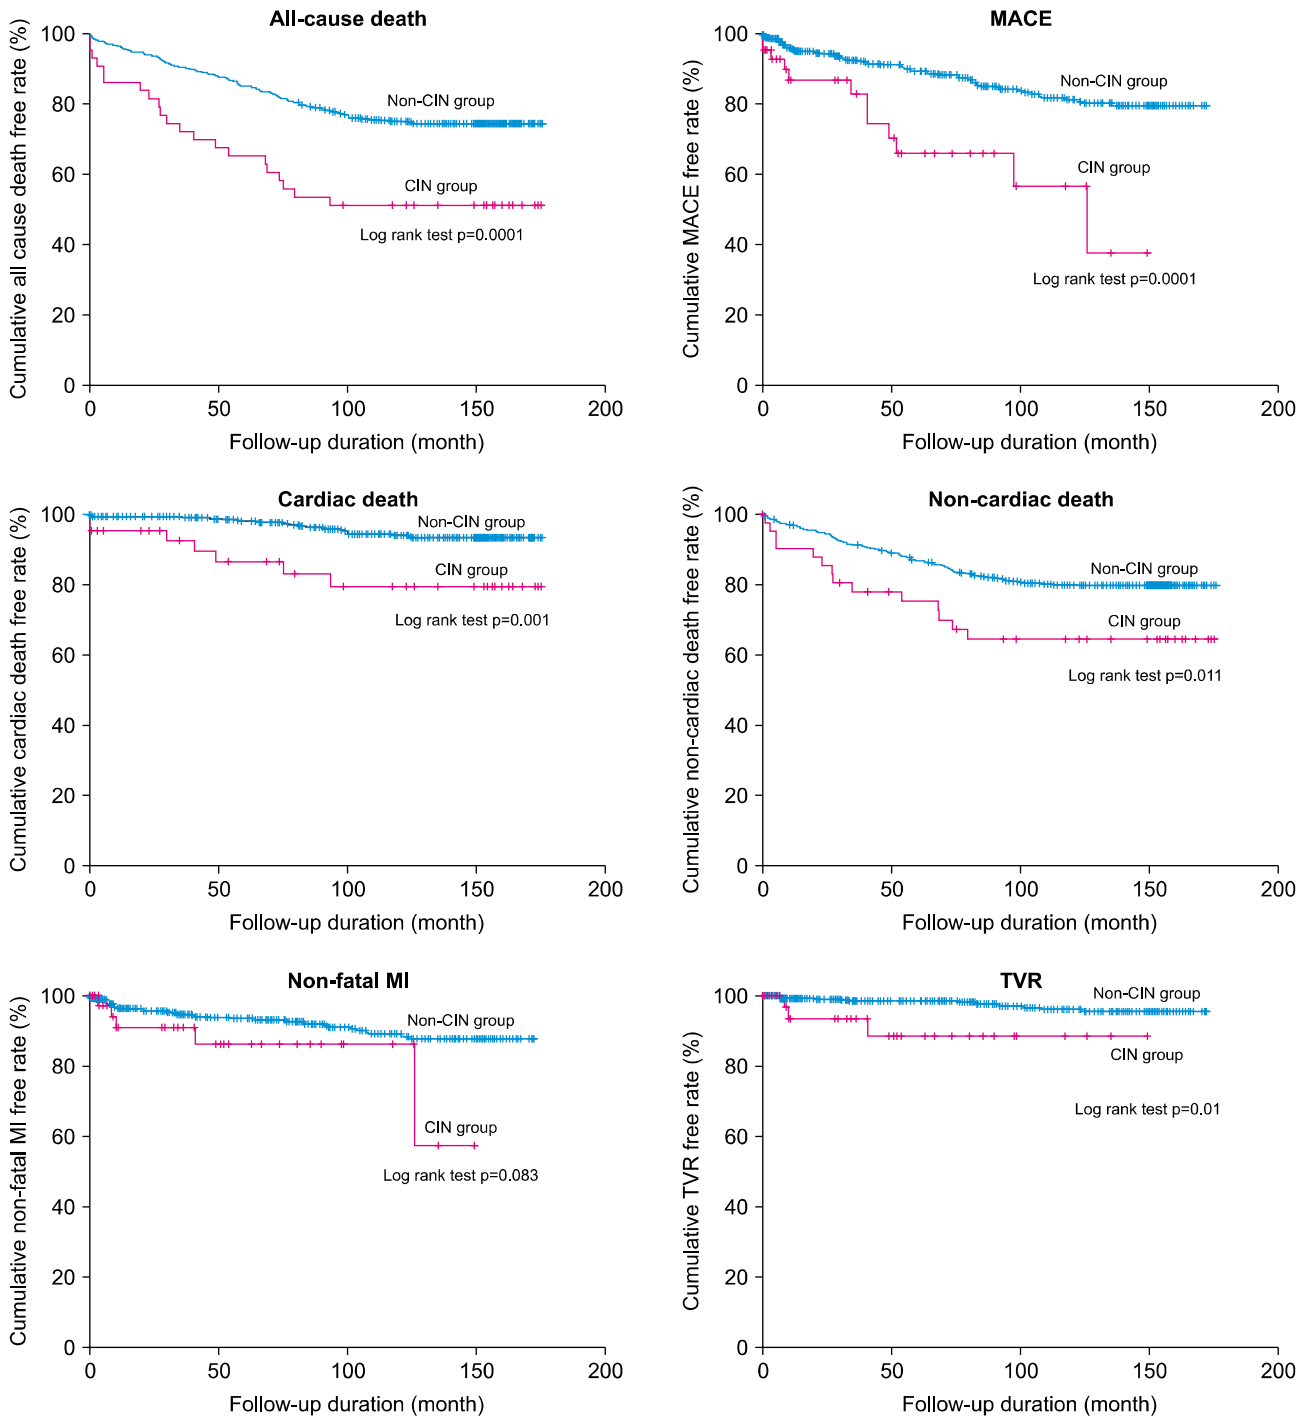 All-cause death
Cumulative all cause death free rate (%)
100
80
60
40
20
0
Non-CIN group
CIN group
Log rank test p=0.0001
0 50 100 150 200
Follow-up duration (month)
MACE
Cumulative MACE free rate (%)
100
80
60
40
20
0
Non-CIN group
CIN group
Log rank test p=0.0001
0 50 100 150 200
Follow-up duration (month)
Cardiac death
Cumulative cardiac death free rate (%)
100
80
60
40
20
0
Non-CIN group
CIN group
Log rank test p=0.001
0 50 100 150 200
Follow-up duration (month)
Non-cardiac death
Cumulative non-cardiac death free rate (%)
100
80
60
40
20
0
Non-CIN group
CIN group
Log rank test p=0.011
0 50 100 150 200
Follow-up duration (month)
Non-fatal MI
Cumulative non-fatal MI free rate (%)
100
80
60
40
20
0
Non-CIN group
CIN group
Log rank test p=0.083
0 50 100 150 200
Follow-up duration (month)
TVR
Cumulative TVR free rate (%)
100
80
60
40
20
0
Non-CIN group
CIN group
Log rank test p=0.01
0 50 100 150 200
Follow-up duration (month)